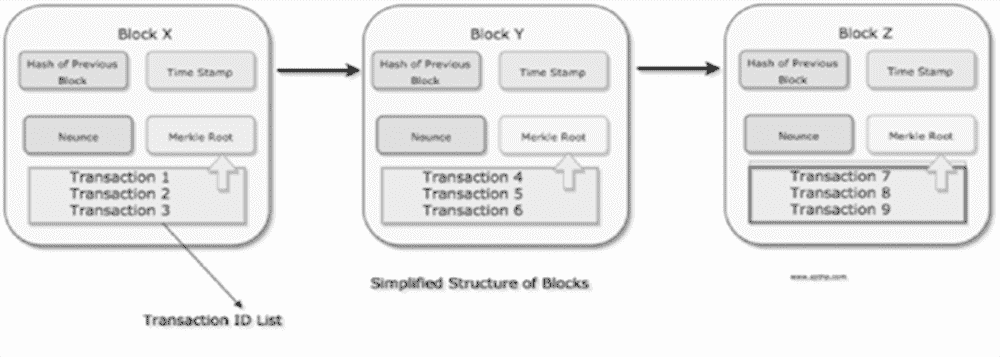 Block X
Hash of Previous
Block
Time Stamp
Nounce
Merkle Root
Transaction 1
Transaction 2
Transaction 3
Block Y
Hash of Previous
Block
Time Stamp
Nounce
Merkle Root
Transaction 4
Transaction 5
Transaction 6
Block Z
Hash of Previous
Block
Time Stamp
Nounce
Merkle Root
Transaction 7
Transaction 8
Transaction 9
Simplified Structure of Blocks
Transaction ID List